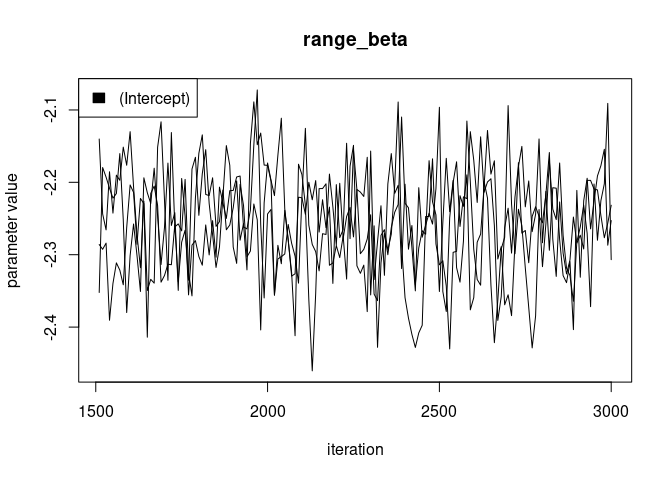 range_beta
(Intercept)
parameter value
-2.1
-2.2
-2.3
-2.4
1500 2000 2500 3000
iteration